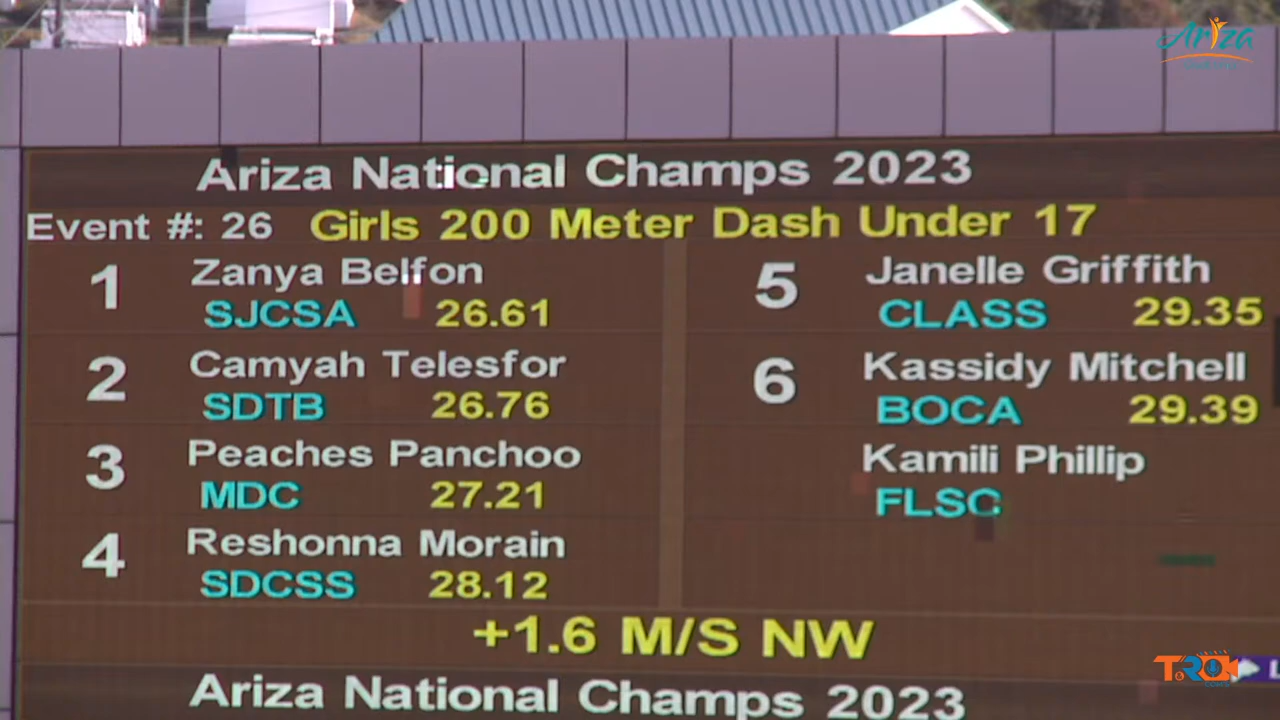 Ariza
Ariza National Champs 2023
Event #: 26 Girls 200 Meter Dash Under 17
1 Zanya Belfon
SJCSA 26.61
2 Camyah Telesfor
SDTB 26.76
3 Peaches Panchoo
MDC 27.21
4 Reshonna Morain
SDCSS 28.12
5 Janelle Griffith
CLASS 29.35
6 Kassidy Mitchell
BOCA 29.39
Kamili Phillip
FLSC
+1.6 M/S NW
Ariza National Champs 2023